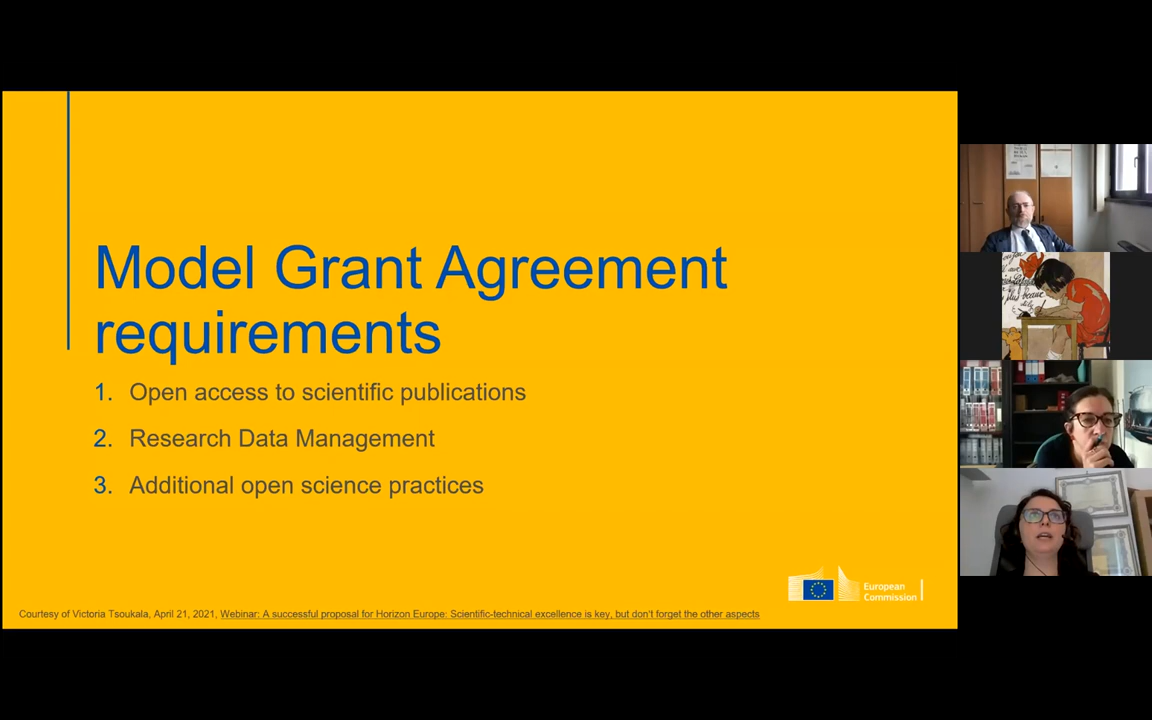 Model Grant Agreement
requirements
1. Open access to scientific publications
2. Research Data Management
3. Additional open science practices
European
Commission
Courtesy of Victoria Tsoukala, April 21, 2021, Webinar: A successful proposal for Horizon Europe: Scientific-technical excellence is key, but don't forget the other aspects
plus beaux